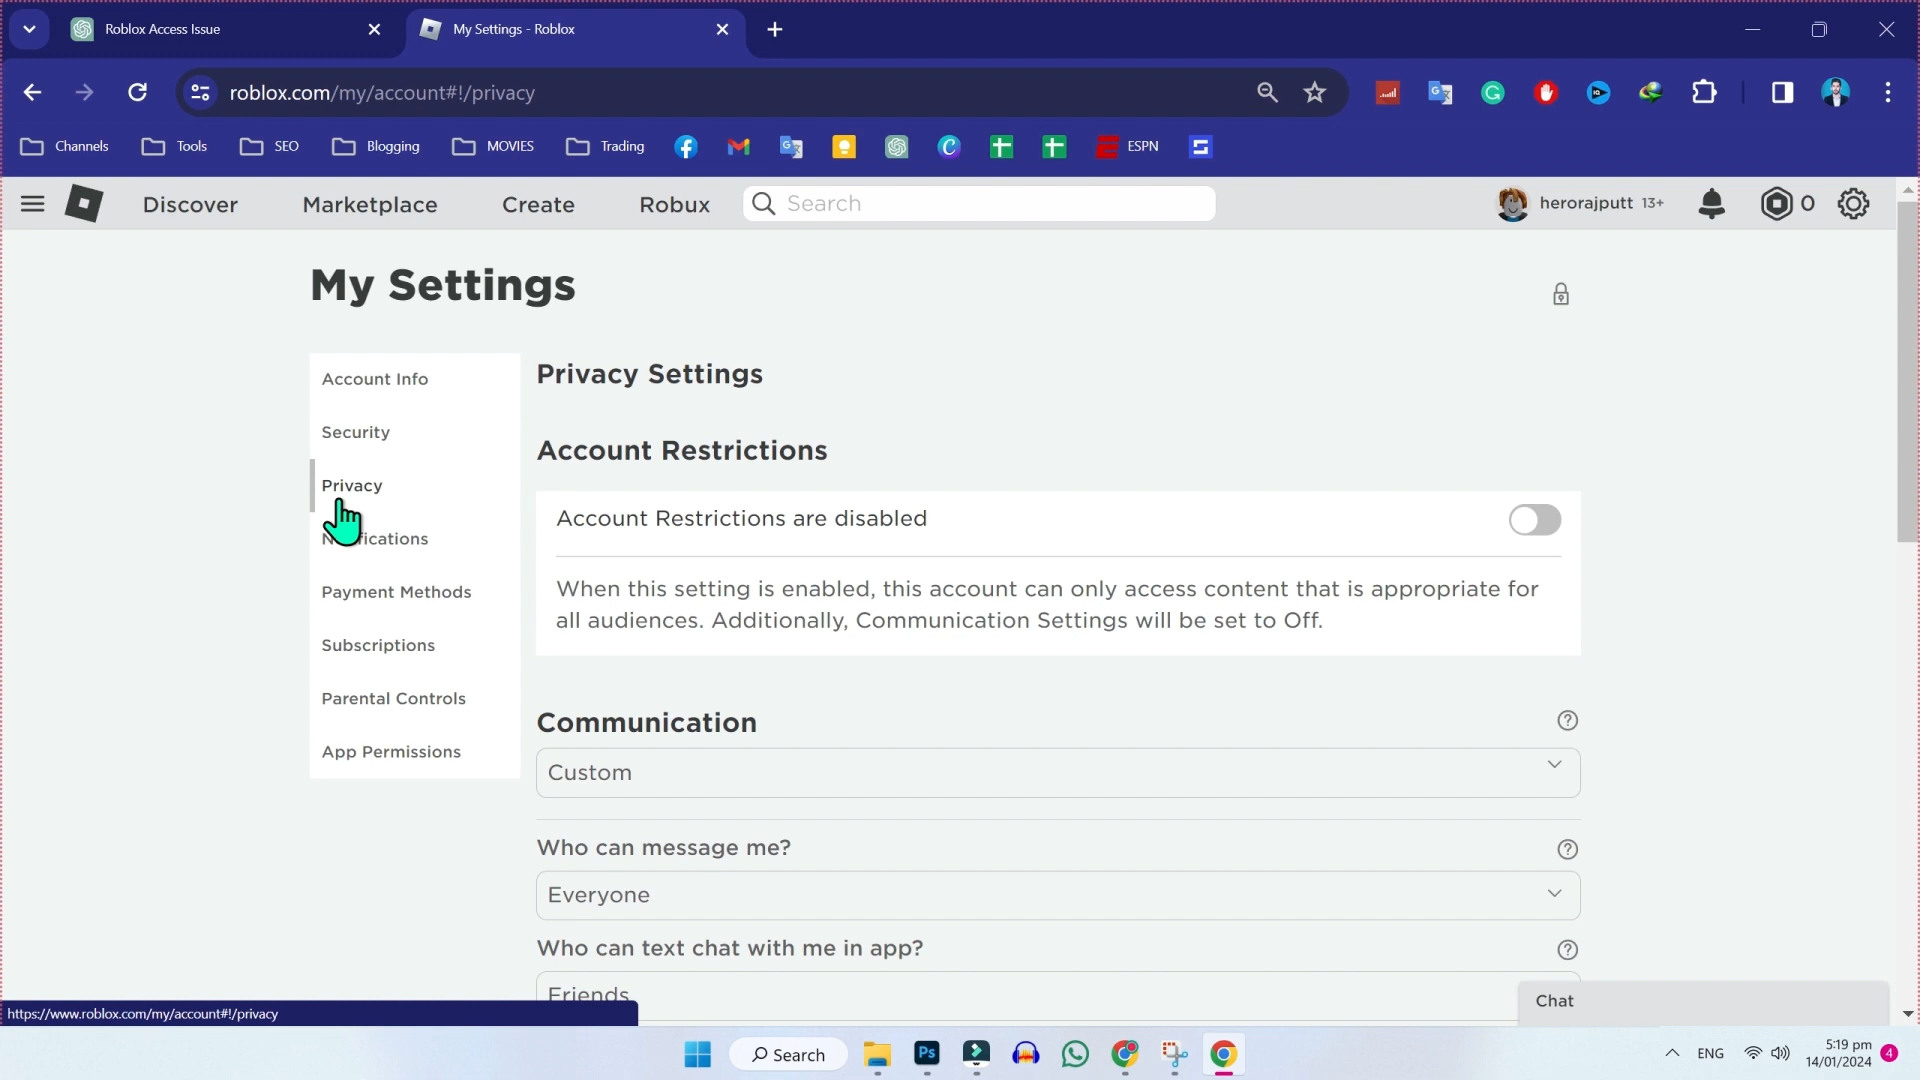 Roblox Access Issue
My Settings - Roblox
roblox.com/my/account#!/privacy
Channels Tools SEO Blogging MOVIES Trading ESPN
Discover Marketplace Create Robux Search herorajputt 13+ 0
My Settings
Account Info
Security
Privacy
Payment Methods
Subscriptions
Parental Controls
App Permissions
Privacy Settings
Account Restrictions
Account Restrictions are disabled
When this setting is enabled, this account can only access content that is appropriate for
all audiences. Additionally, Communication Settings will be set to Off.
Communication
Custom
Who can message me?
Everyone
Who can text chat with me in app?
Friends
Chat
https://www.roblox.com/my/account#!/privacy
Search
Ps
ENG
5:19 pm
14/01/2024
4